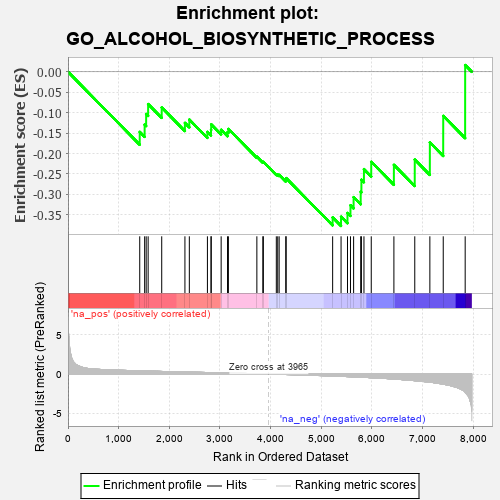 Enrichment plot:
GO_ALCOHOL_BIOSYNTHETIC_PROCESS
Enrichment score (ES)
0.00
-0.05
-0.10
-0.15
-0.20
-0.25
-0.30
-0.35
'na_pos' (positively correlated)
Ranked list metric (PreRanked)
5
0
-5
Zero cross at 3965
'na_neg' (negatively correlated)
0 1,000 2,000 3,000 4,000 5,000 6,000 7,000 8,000
Rank in Ordered Dataset
Enrichment profile Hits Ranking metric scores